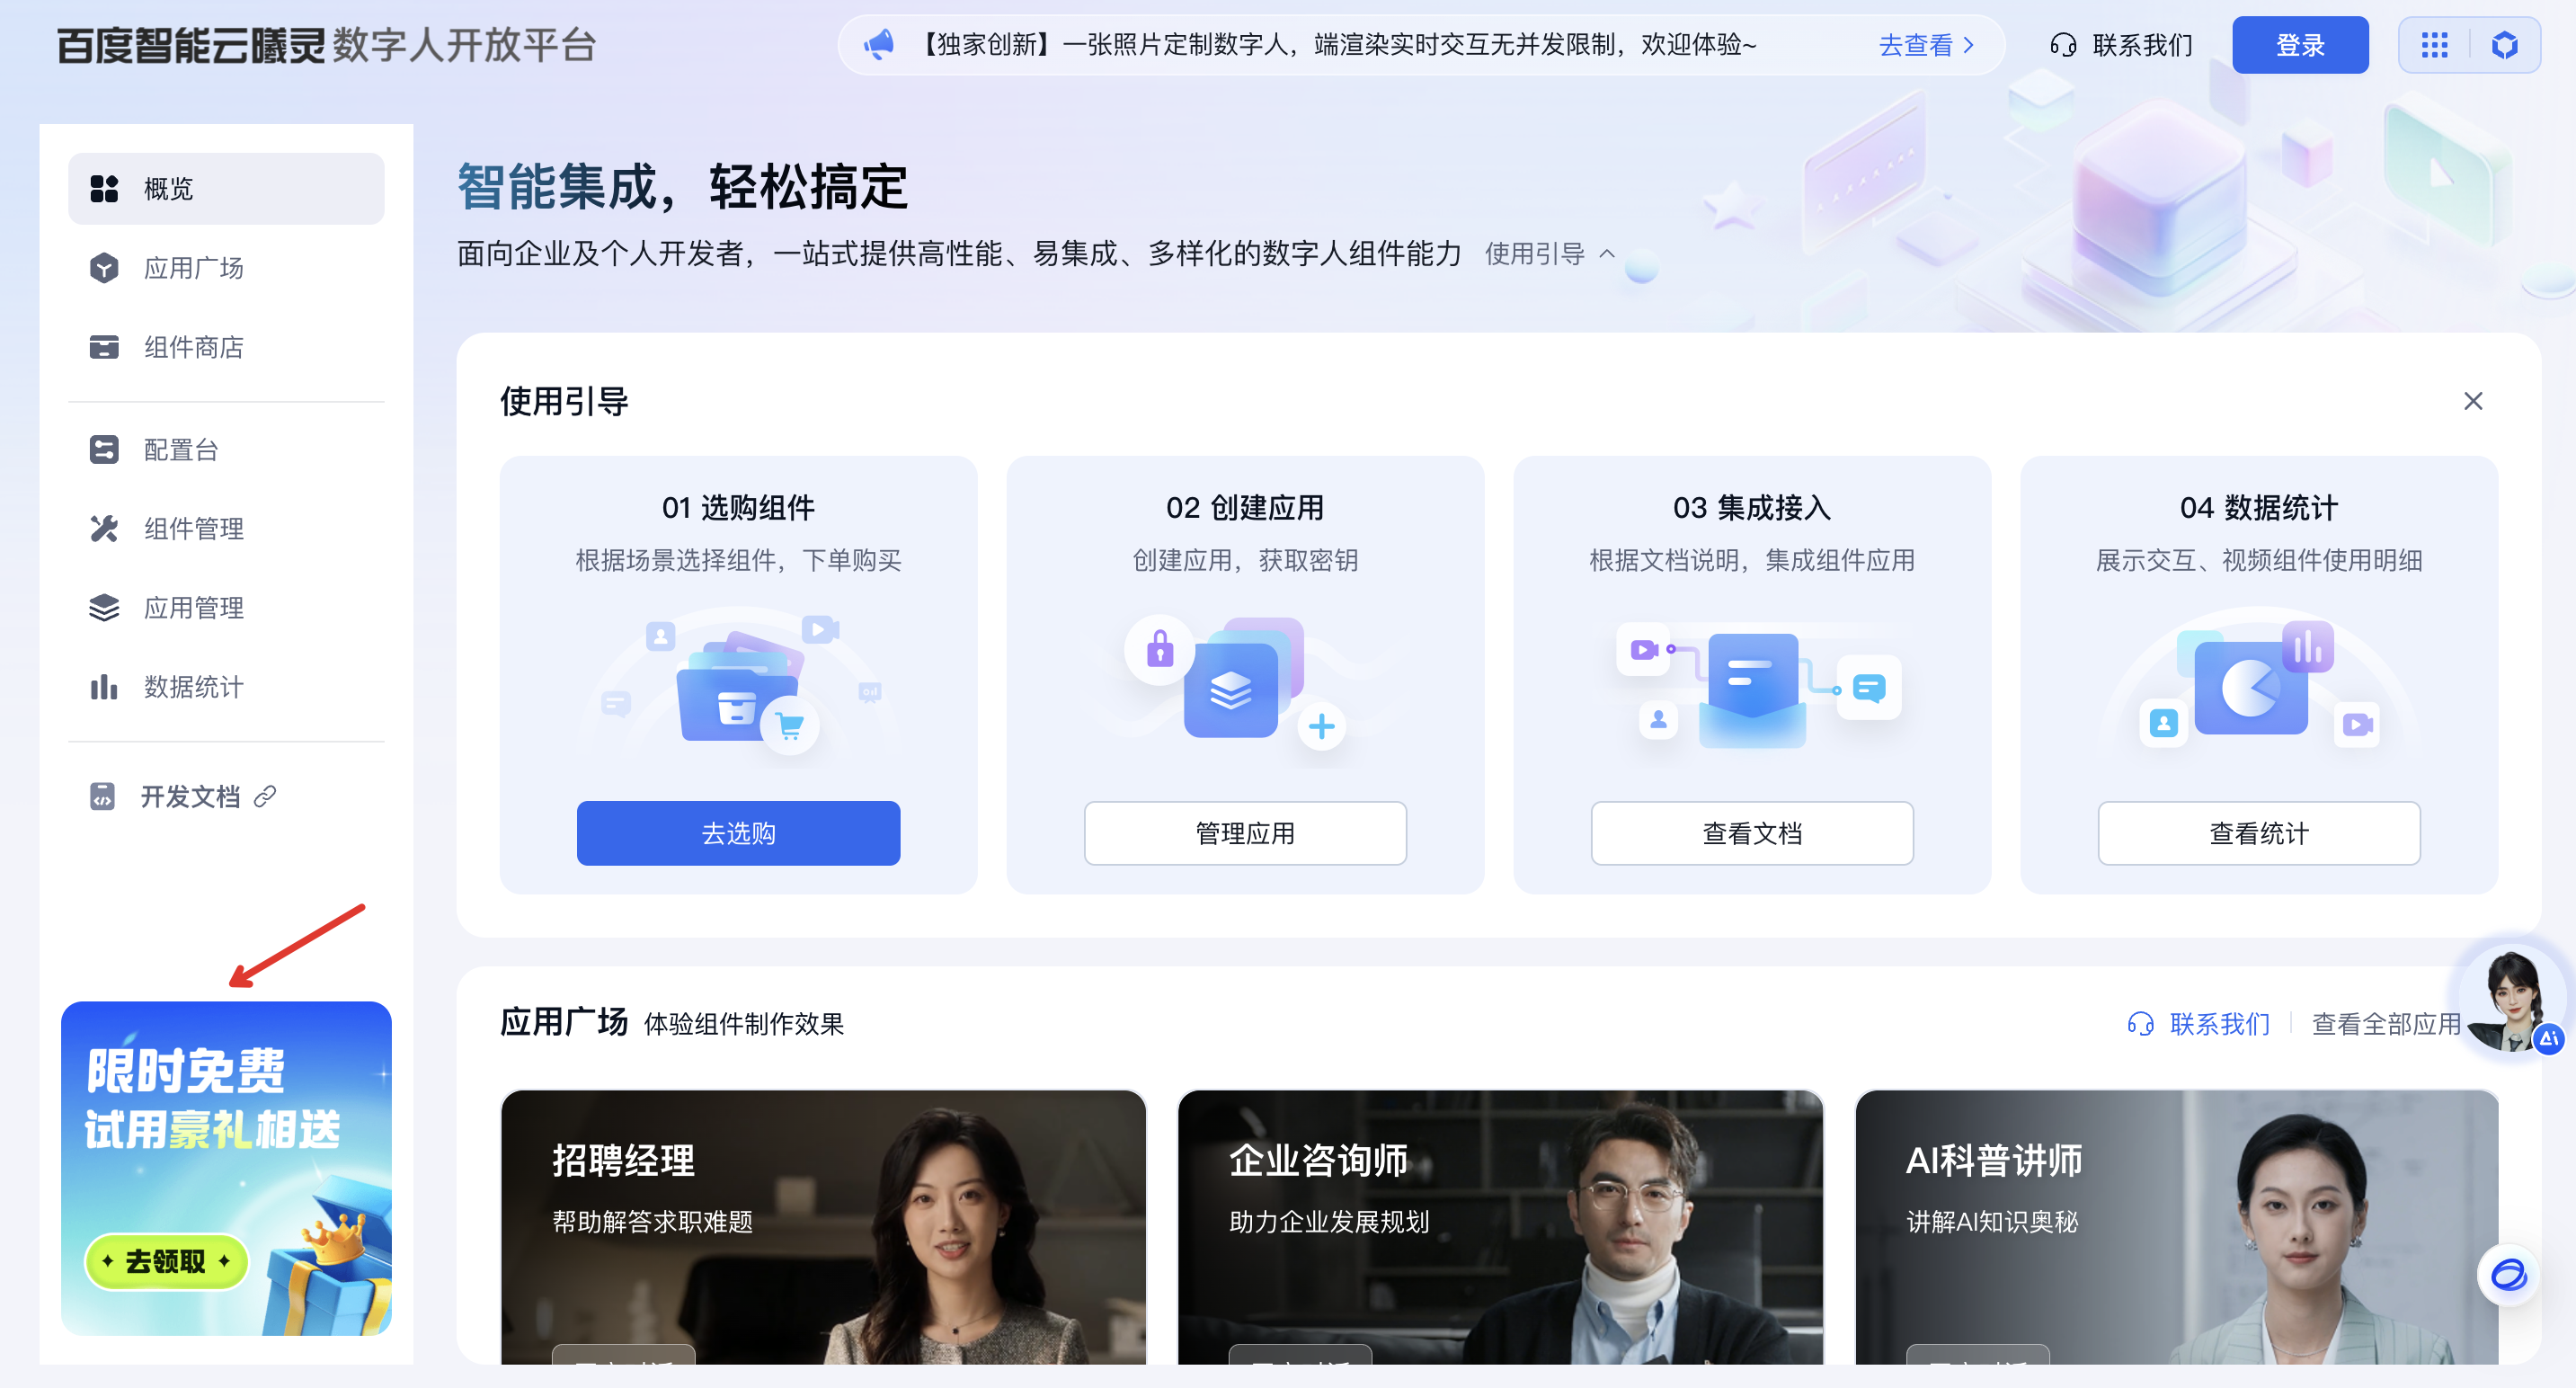 百度智能云曦灵数字人开放平台
【独家创新】一张照片定制数字人，端渲染实时交互无并发限制，欢迎体验~ 去查看
联系我们
登录
概览
应用广场
组件商店
配置台
组件管理
应用管理
数据统计
开发文档
限时免费
试用豪礼相送
去领取
智能集成，轻松搞定
面向企业及个人开发者，一站式提供高性能、易集成、多样化的数字人组件能力 使用引导
使用引导
01 选购组件
根据场景选择组件，下单购买
去选购
02 创建应用
创建应用，获取密钥
管理应用
03 集成接入
根据文档说明，集成组件应用
查看文档
04 数据统计
展示交互、视频组件使用明细
查看统计
应用广场 体验组件制作效果
联系我们 查看全部应用
Ai
招聘经理
帮助解答求职难题
企业咨询师
助力企业发展规划
AI科普讲师
讲解AI知识奥秘